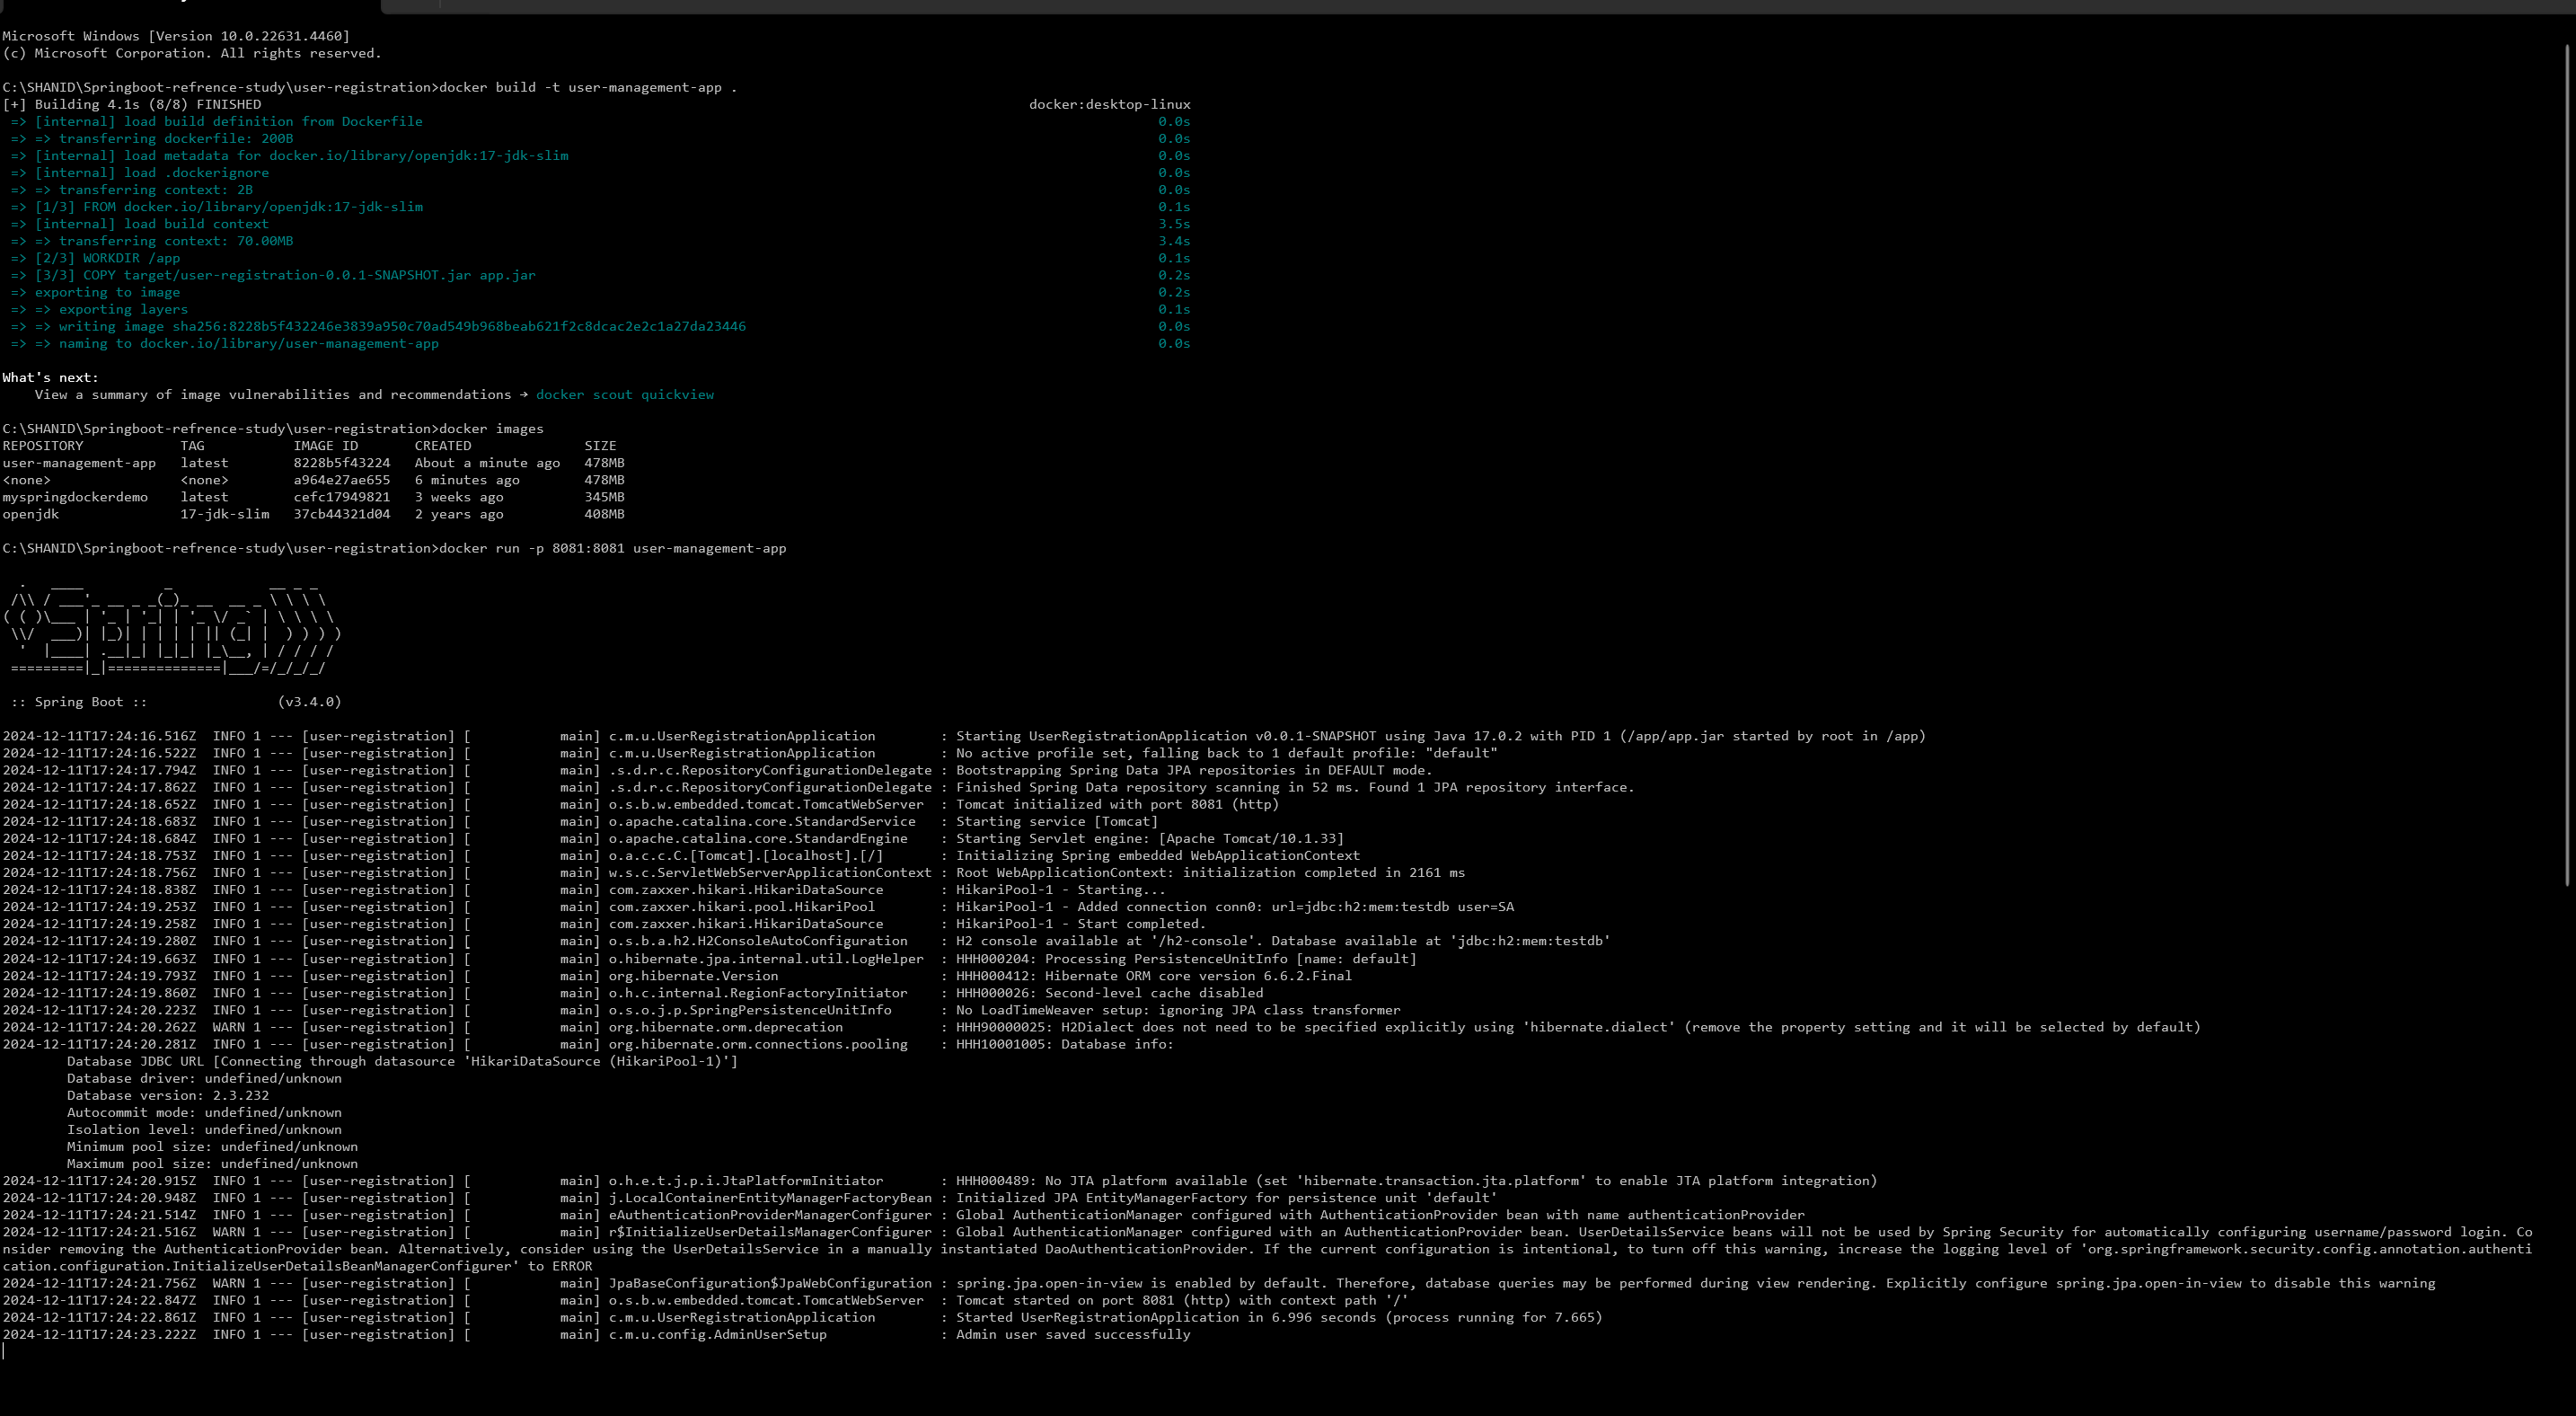 Microsoft Windows [Version 10.0.22631.4460]
(c) Microsoft Corporation. All rights reserved.

C:\SHANID\Springboot-refrence-study\user-registration>docker build -t user-management-app .
[+] Building 4.1s (8/8) FINISHED docker:desktop-linux
=> [internal] load build definition from Dockerfile 0.0s
=> => transferring dockerfile: 200B 0.0s
=> [internal] load metadata for docker.io/library/openjdk:17-jdk-slim 0.0s
=> [internal] load .dockerignore 0.0s
=> => transferring context: 2B 0.0s
=> [1/3] FROM docker.io/library/openjdk:17-jdk-slim 0.1s
=> [internal] load build context 3.5s
=> => transferring context: 70.00MB 3.4s
=> [2/3] WORKDIR /app 0.1s
=> [3/3] COPY target/user-registration-0.0.1-SNAPSHOT.jar app.jar 0.2s
=> exporting to image 0.2s
=> => exporting layers 0.1s
=> => writing image sha256:8228b5f432246e3839a950c70ad549b968beab621f2c8dcac2e2c1a27da23446 0.0s
=> => naming to docker.io/library/user-management-app 0.0s

What's next:
View a summary of image vulnerabilities and recommendations → docker scout quickview

C:\SHANID\Springboot-refrence-study\user-registration>docker images
REPOSITORY TAG IMAGE ID CREATED SIZE
user-management-app latest 8228b5f43224 About a minute ago 478MB
<none> <none> a964e27ae655 6 minutes ago 478MB
myspringdockerdemo latest cefc17949821 3 weeks ago 345MB
openjdk 17-jdk-slim 37cb44321d04 2 years ago 408MB

C:\SHANID\Springboot-refrence-study\user-registration>docker run -p 8081:8081 user-management-app

Spring
:: Spring Boot :: (v3.4.0)

2024-12-11T17:24:16.516Z INFO 1 --- [user-registration] [ main] c.m.u.UserRegistrationApplication : Starting UserRegistrationApplication v0.0.1-SNAPSHOT using Java 17.0.2 with PID 1 (/app/app.jar started by root in /app)
2024-12-11T17:24:16.522Z INFO 1 --- [user-registration] [ main] c.m.u.UserRegistrationApplication : No active profile set, falling back to 1 default profile: "default"
2024-12-11T17:24:17.794Z INFO 1 --- [user-registration] [ main] .s.d.r.c.RepositoryConfigurationDelegate : Bootstrapping Spring Data JPA repositories in DEFAULT mode.
2024-12-11T17:24:17.862Z INFO 1 --- [user-registration] [ main] .s.d.r.c.RepositoryConfigurationDelegate : Finished Spring Data repository scanning in 52 ms. Found 1 JPA repository interface.
2024-12-11T17:24:18.652Z INFO 1 --- [user-registration] [ main] o.s.b.w.embedded.tomcat.TomcatWebServer : Tomcat initialized with port 8081 (http)
2024-12-11T17:24:18.683Z INFO 1 --- [user-registration] [ main] o.apache.catalina.core.StandardService : Starting service [Tomcat]
2024-12-11T17:24:18.684Z INFO 1 --- [user-registration] [ main] o.apache.catalina.core.StandardEngine : Starting Servlet engine: [Apache Tomcat/10.1.33]
2024-12-11T17:24:18.753Z INFO 1 --- [user-registration] [ main] o.a.c.c.C.[Tomcat].[localhost].[/] : Initializing Spring embedded WebApplicationContext
2024-12-11T17:24:18.756Z INFO 1 --- [user-registration] [ main] w.s.c.ServletWebServerApplicationContext : Root WebApplicationContext: initialization completed in 2161 ms
2024-12-11T17:24:18.838Z INFO 1 --- [user-registration] [ main] com.zaxxer.hikari.HikariDataSource : HikariPool-1 - Starting...
2024-12-11T17:24:19.253Z INFO 1 --- [user-registration] [ main] com.zaxxer.hikari.pool.HikariPool : HikariPool-1 - Added connection conn0: url=jdbc:h2:mem:testdb user=SA
2024-12-11T17:24:19.258Z INFO 1 --- [user-registration] [ main] com.zaxxer.hikari.HikariDataSource : HikariPool-1 - Start completed.
2024-12-11T17:24:19.280Z INFO 1 --- [user-registration] [ main] o.s.b.a.h2.H2ConsoleAutoConfiguration : H2 console available at '/h2-console'. Database available at 'jdbc:h2:mem:testdb'
2024-12-11T17:24:19.663Z INFO 1 --- [user-registration] [ main] o.hibernate.jpa.internal.util.LogHelper : HHH000204: Processing PersistenceUnitInfo [name: default]
2024-12-11T17:24:19.793Z INFO 1 --- [user-registration] [ main] org.hibernate.Version : HHH000412: Hibernate ORM core version 6.6.2.Final
2024-12-11T17:24:19.860Z INFO 1 --- [user-registration] [ main] o.h.c.internal.RegionFactoryInitiator : HHH000026: Second-level cache disabled
2024-12-11T17:24:20.223Z INFO 1 --- [user-registration] [ main] o.s.o.j.p.SpringPersistenceUnitInfo : No LoadTimeWeaver setup: ignoring JPA class transformer
2024-12-11T17:24:20.262Z WARN 1 --- [user-registration] [ main] org.hibernate.orm.deprecation : HHH90000025: H2Dialect does not need to be specified explicitly using 'hibernate.dialect' (remove the property setting and it will be selected by default)
2024-12-11T17:24:20.281Z INFO 1 --- [user-registration] [ main] org.hibernate.orm.connections.pooling : HHH10001005: Database info:
Database JDBC URL [Connecting through datasource 'HikariDataSource (HikariPool-1)']
Database driver: undefined/unknown
Database version: 2.3.232
Autocommit mode: undefined/unknown
Isolation level: undefined/unknown
Minimum pool size: undefined/unknown
Maximum pool size: undefined/unknown
2024-12-11T17:24:20.915Z INFO 1 --- [user-registration] [ main] o.h.e.t.j.p.i.JtaPlatformInitiator : HHH000489: No JTA platform available (set 'hibernate.transaction.jta.platform' to enable JTA platform integration)
2024-12-11T17:24:20.948Z INFO 1 --- [user-registration] [ main] j.LocalContainerEntityManagerFactoryBean : Initialized JPA EntityManagerFactory for persistence unit 'default'
2024-12-11T17:24:21.514Z INFO 1 --- [user-registration] [ main] eAuthenticationProviderManagerConfigurer : Global AuthenticationManager configured with AuthenticationProvider bean with name authenticationProvider
2024-12-11T17:24:21.516Z WARN 1 --- [user-registration] [ main] r$InitializeUserDetailsManagerConfigurer : Global AuthenticationManager configured with an AuthenticationProvider bean. UserDetailsService beans will not be used by Spring Security for automatically configuring username/password login. Co
nsider removing the AuthenticationProvider bean. Alternatively, consider using the UserDetailsService in a manually instantiated DaoAuthenticationProvider. If the current configuration is intentional, to turn off this warning, increase the logging level of 'org.springframework.security.config.annotation.authenti
cation.configuration.InitializeUserDetailsBeanManagerConfigurer' to ERROR
2024-12-11T17:24:21.756Z WARN 1 --- [user-registration] [ main] JpaBaseConfiguration$JpaWebConfiguration : spring.jpa.open-in-view is enabled by default. Therefore, database queries may be performed during view rendering. Explicitly configure spring.jpa.open-in-view to disable this warning
2024-12-11T17:24:22.847Z INFO 1 --- [user-registration] [ main] o.s.b.w.embedded.tomcat.TomcatWebServer : Tomcat started on port 8081 (http) with context path '/'
2024-12-11T17:24:22.861Z INFO 1 --- [user-registration] [ main] c.m.u.UserRegistrationApplication : Started UserRegistrationApplication in 6.996 seconds (process running for 7.665)
2024-12-11T17:24:23.222Z INFO 1 --- [user-registration] [ main] c.m.u.config.AdminUserSetup : Admin user saved successfully